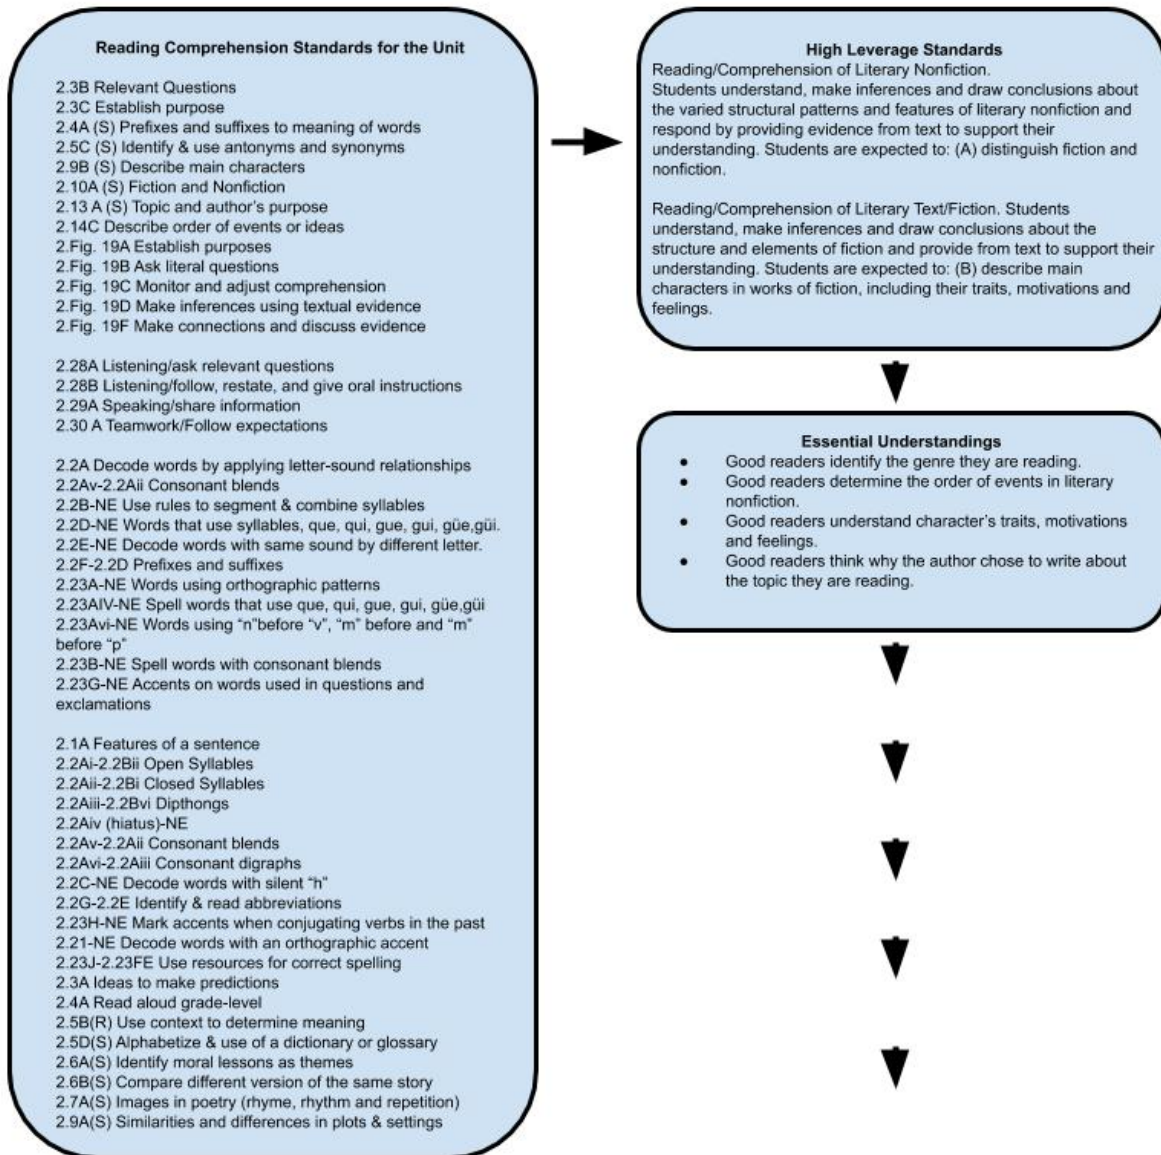 Reading Comprehension Standards for the Unit
2.3B Relevant Questions
2.3C Establish purpose
2.4A (S) Prefixes and suffixes to meaning of words
2.5C (S) Identify & use antonyms and synonyms
2.9B (S) Describe main characters
2.10A (S) Fiction and Nonfiction
2.13 A (S) Topic and author's purpose
2.14C Describe order of events or ideas
2.Fig. 19A Establish purposes
2.Fig. 19B Ask literal questions
2.Fig. 19C Monitor and adjust comprehension
2.Fig. 19D Make inferences using textual evidence
2.Fig. 19F Make connections and discuss evidence
2.28A Listening/ask relevant questions
2.28B Listening/follow, restate, and give oral instructions
2.29A Speaking/share information
2.30 A Teamwork/Follow expectations
2.2A Decode words by applying letter-sound relationships
2.2Av-2.2Aii Consonant blends
2.2B-NE Use rules to segment & combine syllables
2.2D-NE Words that use syllables, que, qui, gue, gui, güe,güi.
2.2E-NE Decode words with same sound by different letter.
2.2F-2.2D Prefixes and suffixes
2.23A-NE Words using orthographic patterns
2.23AIV-NE Spell words that use que, qui, gue, gui, güe,güi
2.23Avi-NE Words using “n”before “v”, “m” before and “m”
before “p”
2.23B-NE Spell words with consonant blends
2.23G-NE Accents on words used in questions and
exclamations
2.1A Features of a sentence
2.2Ai-2.2Bii Open Syllables
2.2Aii-2.2Bi Closed Syllables
2.2Aiii-2.2Bvi Dipthongs
2.2Aiv (hiatus)-NE
2.2Av-2.2Aii Consonant blends
2.2Avi-2.2Aiii Consonant digraphs
2.2C-NE Decode words with silent “h”
2.2G-2.2E Identify & read abbreviations
2.23H-NE Mark accents when conjugating verbs in the past
2.21-NE Decode words with an orthographic accent
2.23J-2.23FE Use resources for correct spelling
2.3A Ideas to make predictions
2.4A Read aloud grade-level
2.5B(R) Use context to determine meaning
2.5D(S) Alphabetize & use of a dictionary or glossary
2.6A(S) Identify moral lessons as themes
2.6B(S) Compare different version of the same story
2.7A(S) Images in poetry (rhyme, rhythm and repetition)
2.9A(S) Similarities and differences in plots & settings
High Leverage Standards
Reading/Comprehension of Literary Nonfiction.
Students understand, make inferences and draw conclusions about
the varied structural patterns and features of literary nonfiction and
respond by providing evidence from text to support their
understanding. Students are expected to: (A) distinguish fiction and
nonfiction.
Reading/Comprehension of Literary Text/Fiction. Students
understand, make inferences and draw conclusions about the
structure and elements of fiction and provide from text to support their
understanding. Students are expected to: (B) describe main
characters in works of fiction, including their traits, motivations and
feelings.
Essential Understandings
● Good readers identify the genre they are reading.
● Good readers determine the order of events in literary
nonfiction.
● Good readers understand character's traits, motivations
and feelings.
● Good readers think why the author chose to write about
the topic they are reading.